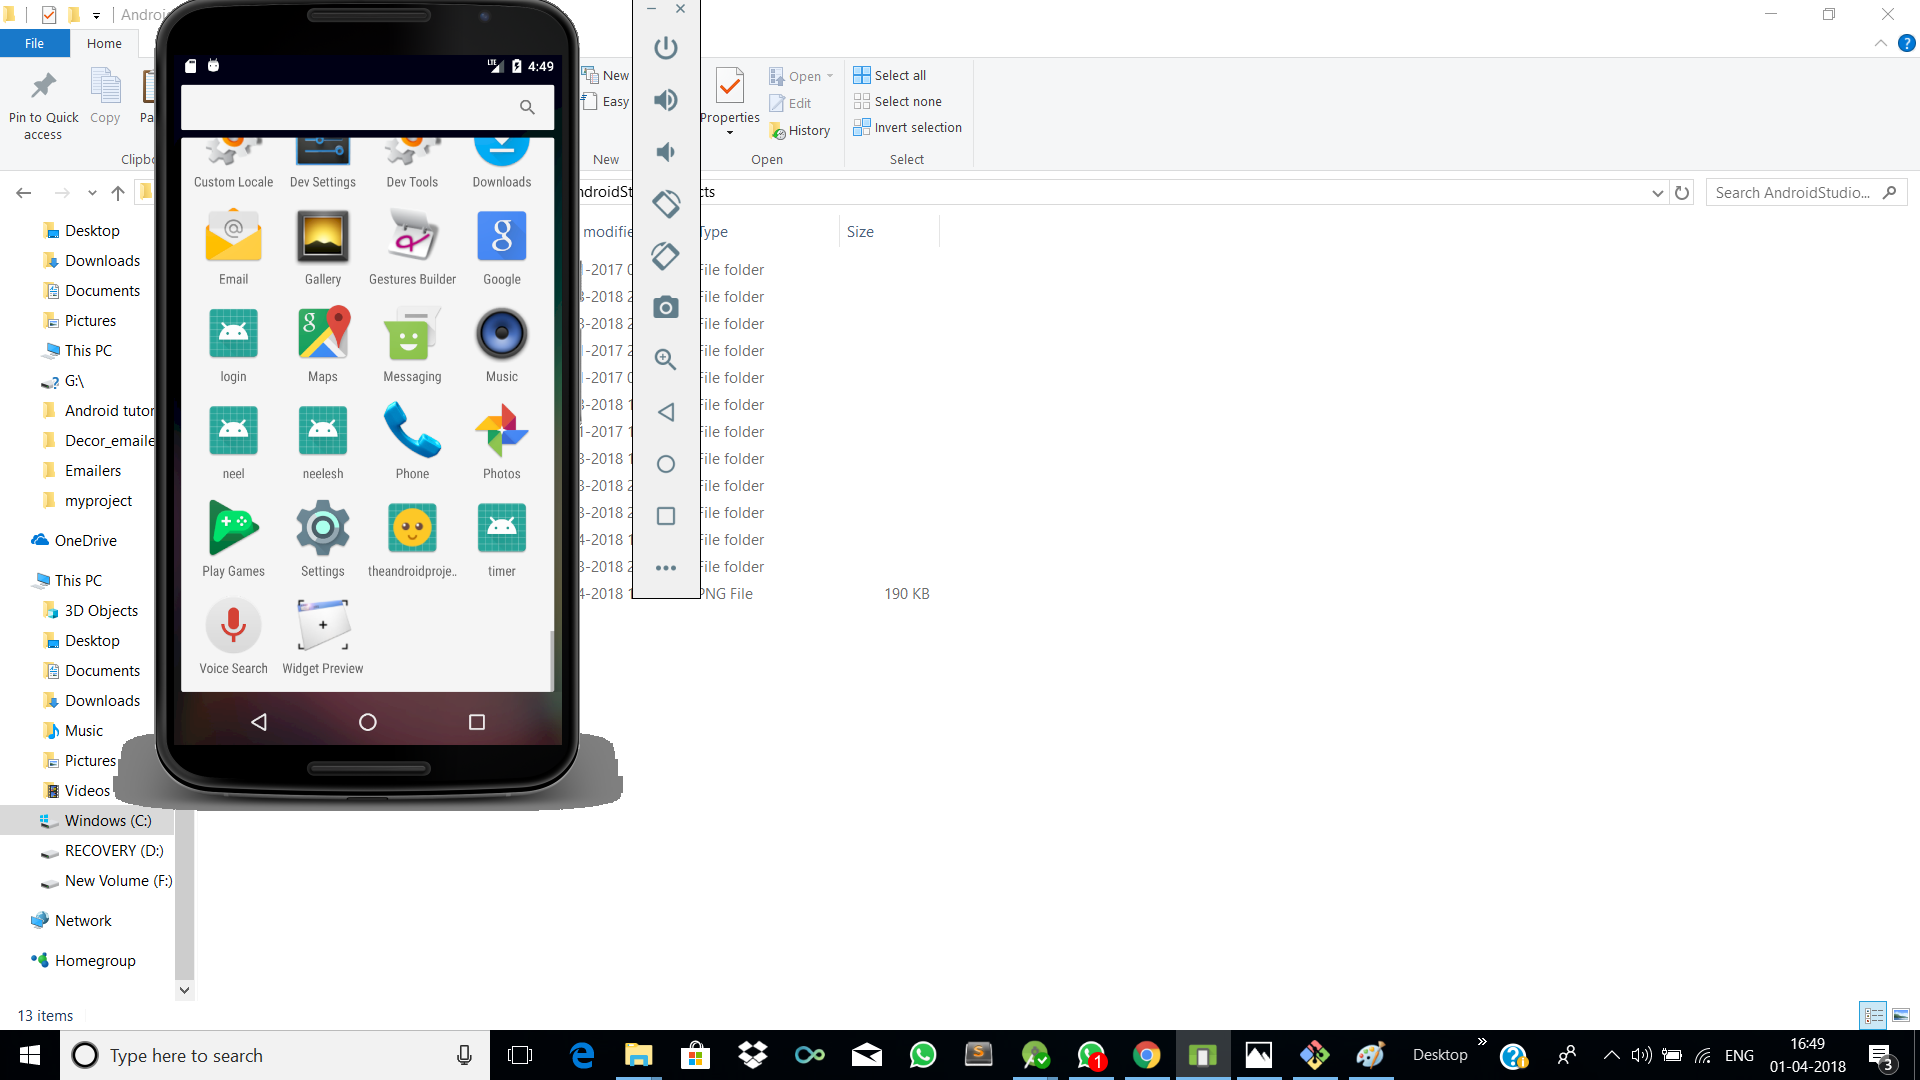 Androi
File
Home
Pin to Quick
access
Copy
Pa
Clipbo
New
Easy
New
Properties
Open
Edit
History
Open
Select all
Select none
Invert selection
Select
ndroidSt
cts
Search AndroidStudio...
modifie
Type
Size
1-2017 0
File folder
8-2018 2
File folder
3-2018 2
File folder
-2017 2
File folder
-2017 0
File folder
3-2018 1
File folder
1-2017 1
File folder
3-2018 1
File folder
3-2018 2
File folder
3-2018 2
File folder
4-2018 1
File folder
3-2018 2
File folder
4-2018 1
PNG File
190 KB
Desktop
Downloads
Documents
Pictures
This PC
G:\
Android tutor
Decor_emaile
Emailers
myproject
OneDrive
This PC
3D Objects
Desktop
Documents
Downloads
Music
Pictures
Videos
Windows (C:)
RECOVERY (D:)
New Volume (F:)
Network
Homegroup
13 items
LTE
4:49
Custom Locale
Dev Settings
Dev Tools
Downloads
Email
Gallery
Gestures Builder
Google
login
Maps
Messaging
Music
neel
neelesh
Phone
Photos
Play Games
Settings
theandroidproje..
timer
Voice Search
Widget Preview
Type here to search
1
Desktop
ENG
16:49
01-04-2018
3